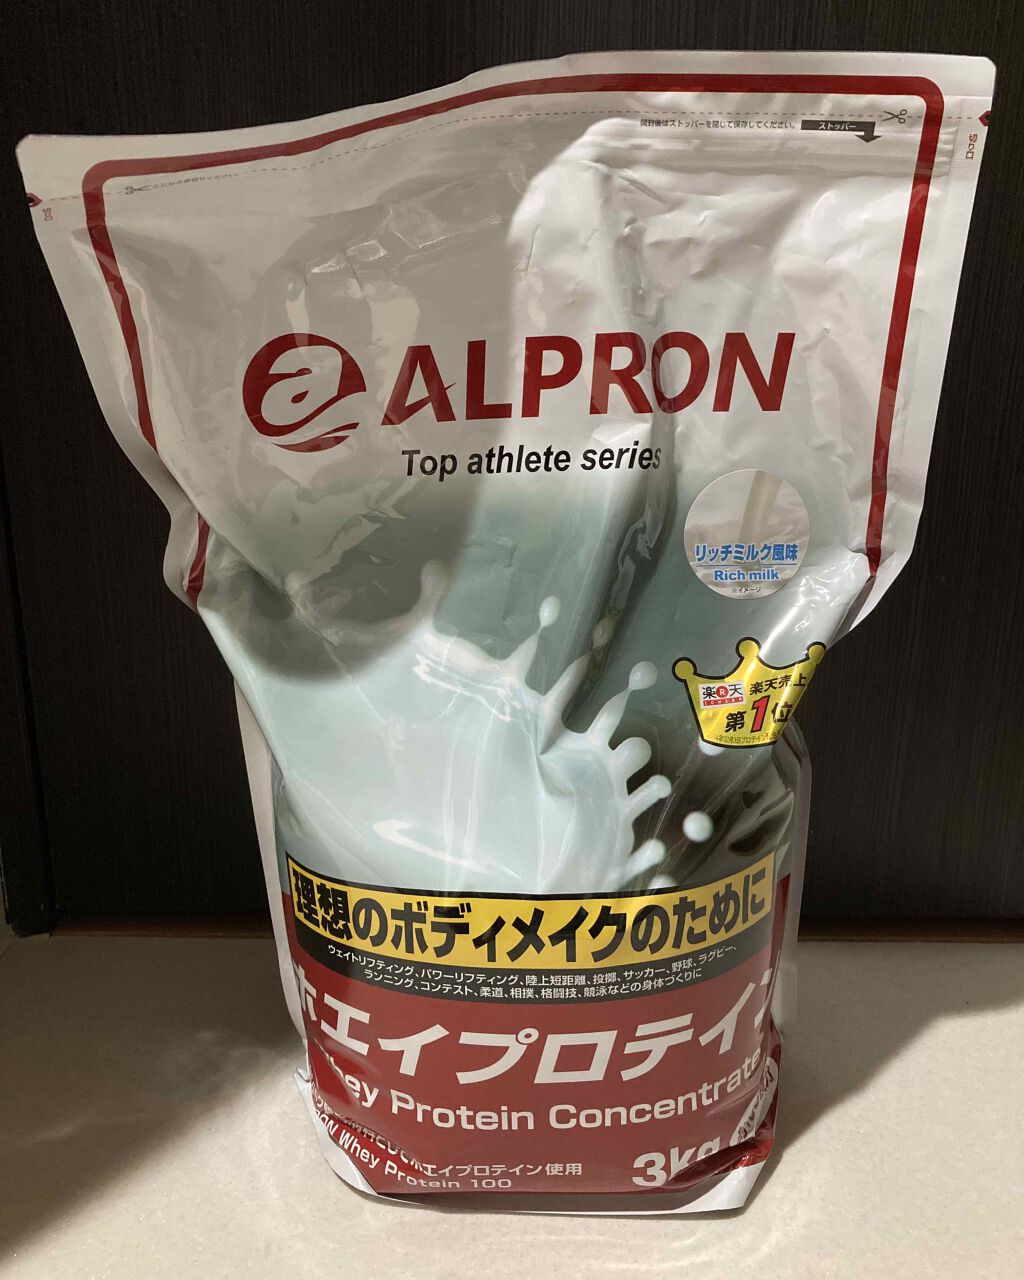 開封後はストッパーを閉じて保存してください。
ストッパー
切り口
ALPRON
Top athlete series
リッチミルク風味
Rich milk
※イメージ
楽R天
ICHIBA
楽天売上
第1位
理想のボディメイクのために
ウェイトリフティング、パワーリフティング、陸上短距離、投擲、サッカー、野球、ラグビー、
ランニング、コンテスト、柔道、相撲、格闘技、競泳などの身体づくりに
ホエイプロテイン
Whey Protein Concentrate
ホエイプロテイン使用
Whey Protein 100
3kg